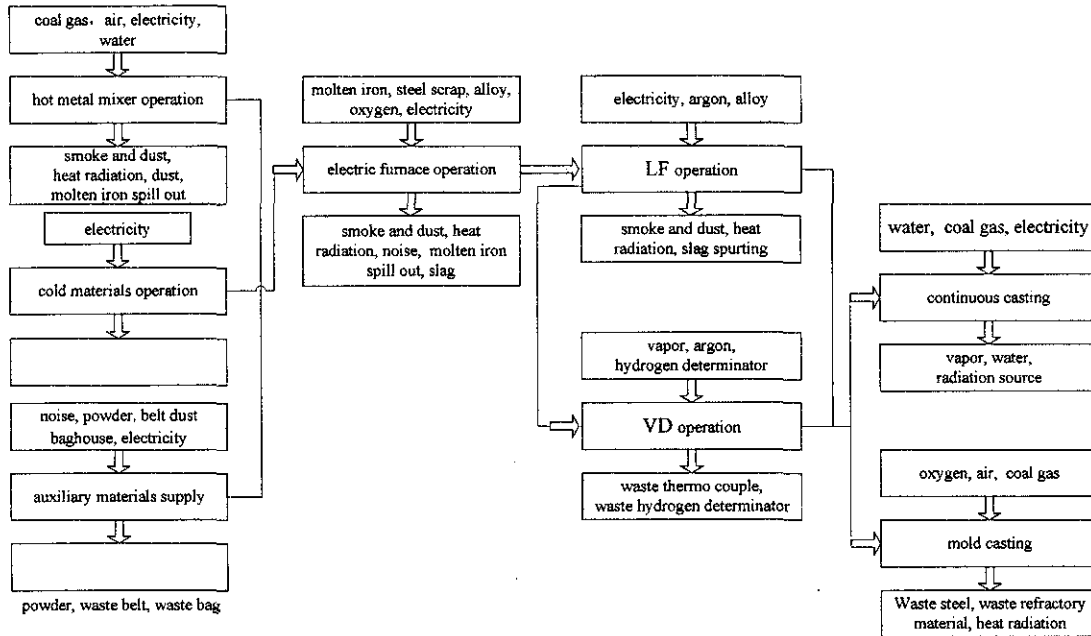 coal gas, air, electricity,
water
hot metal mixer operation
smoke and dust,
heat radiation, dust,
molten iron spill out
electricity
cold materials operation
noise, powder, belt dust
baghouse, electricity
auxiliary materials supply
powder, waste belt, waste bag
molten iron, steel scrap, alloy,
oxygen, electricity
electric furnace operation
smoke and dust, heat
radiation, noise, molten iron
spill out, slag
electricity, argon, alloy
LF operation
smoke and dust, heat
radiation, slag spurting
vapor, argon,
hydrogen determinator
VD operation
waste thermo couple,
waste hydrogen determinator
water, coal gas, electricity
continuous casting
vapor, water,
radiation source
oxygen, air, coal gas
mold casting
Waste steel, waste refractory
material, heat radiation